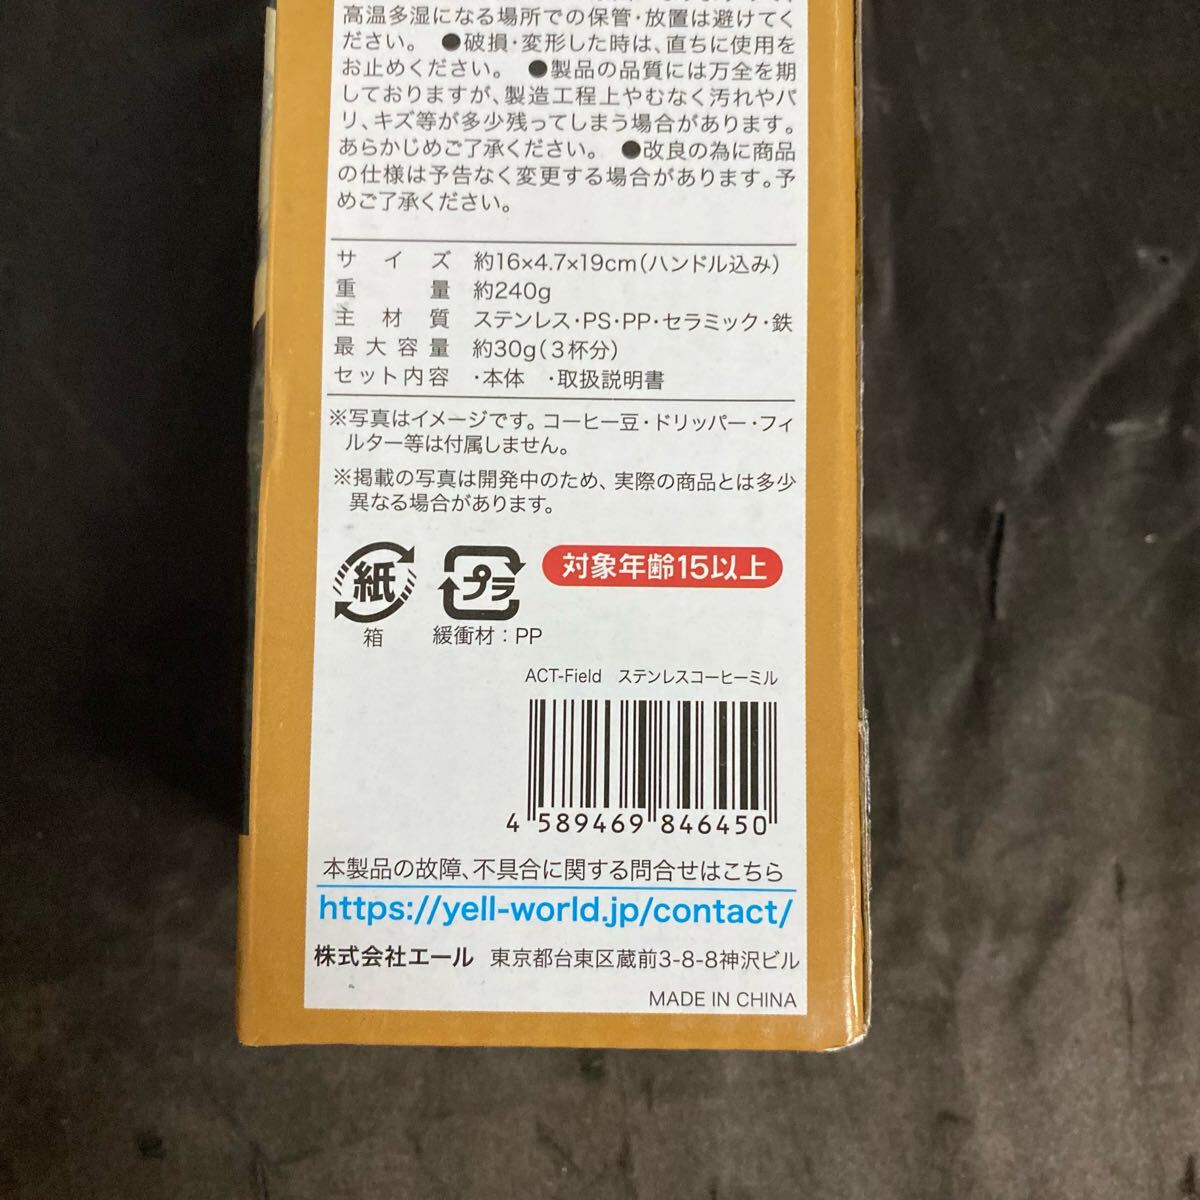 高温多湿になる場所での保管・放置は避けてく
ださい。 ●破損・変形した時は、直ちに使用を
お止めください。 ●製品の品質には万全を期
しておりますが、製造工程上やむなく汚れやバ
リ、キズ等が多少残ってしまう場合があります。
あらかじめご了承ください。 ●改良の為に商品
の仕様は予告なく変更する場合があります。予
めご了承ください。
サイズ 約16×4.7×19cm(ハンドル込み)
重量 約240g
主材質 ステンレス・PS・PP・セラミック・鉄
最大容量 約30g(3杯分)
セット内容 ・本体 ・取扱説明書
※写真はイメージです。コーヒー豆・ドリッパー・フィ
ルター等は付属しません。
※掲載の写真は開発中のため、実際の商品とは多少
異なる場合があります。
紙 プラ 対象年齢15以上
箱 緩衝材:PP
ACT-Field ステンレスコーヒーミル
4 589469 846450
本製品の故障、不具合に関する問合せはこちら
https://yell-world.jp/contact/
株式会社エール 東京都台東区蔵前3-8-8神沢ビル
MADE IN CHINA